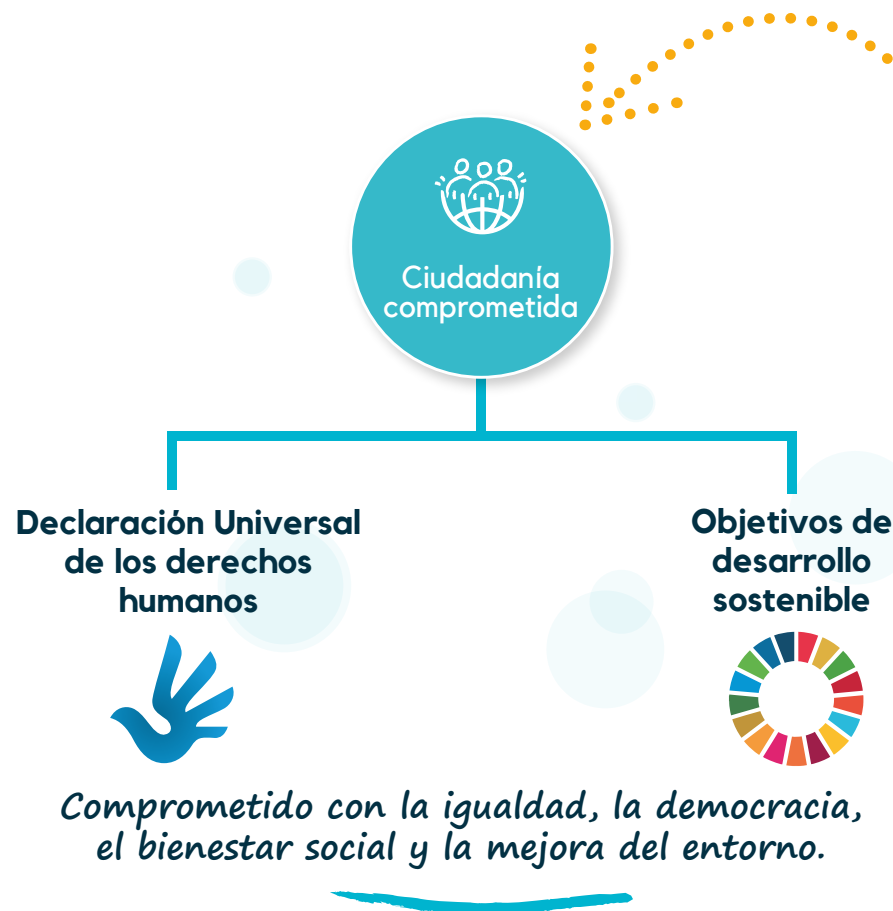 Ciudadanía
comprometida
Declaración Universal
de los derechos
humanos
Objetivos de
desarrollo
sostenible
Comprometido con la igualdad, la democracia,
el bienestar social y la mejora del entorno.